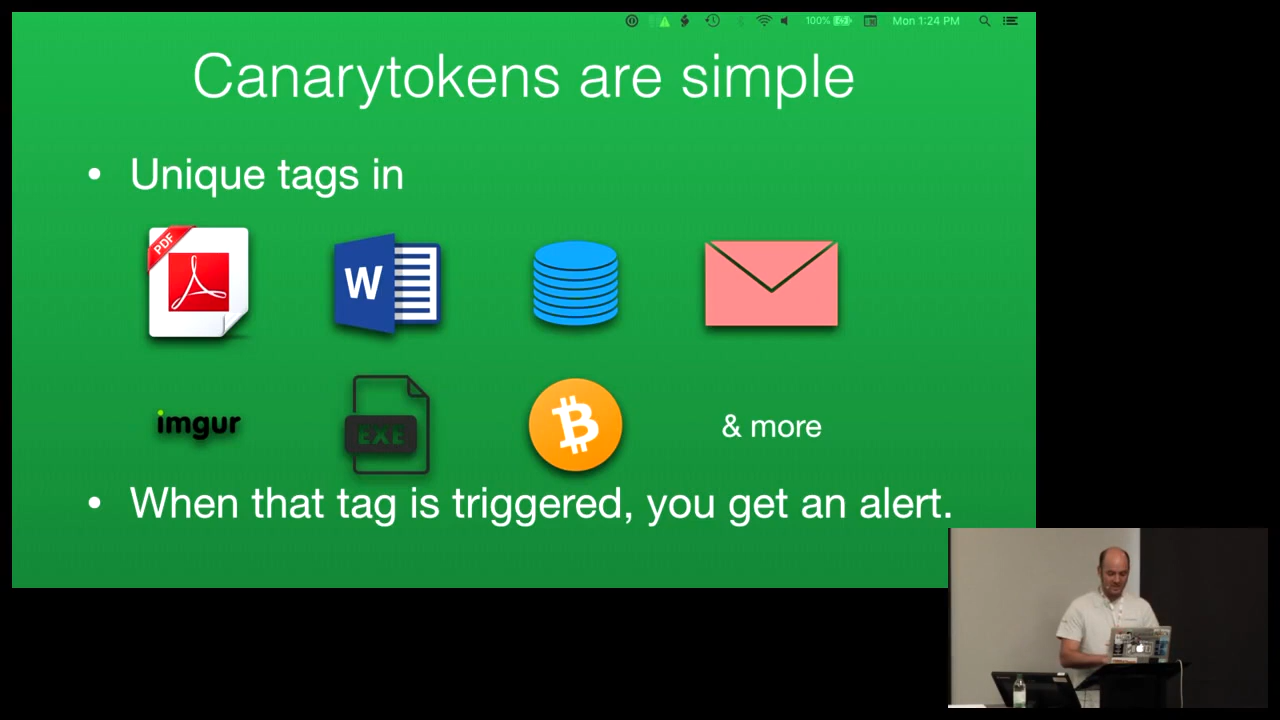 100%
Mon 1:24 PM
Canarytokens are simple
• Unique tags in
PDF
W
imgur
EXE
& more
• When that tag is triggered, you get an alert.